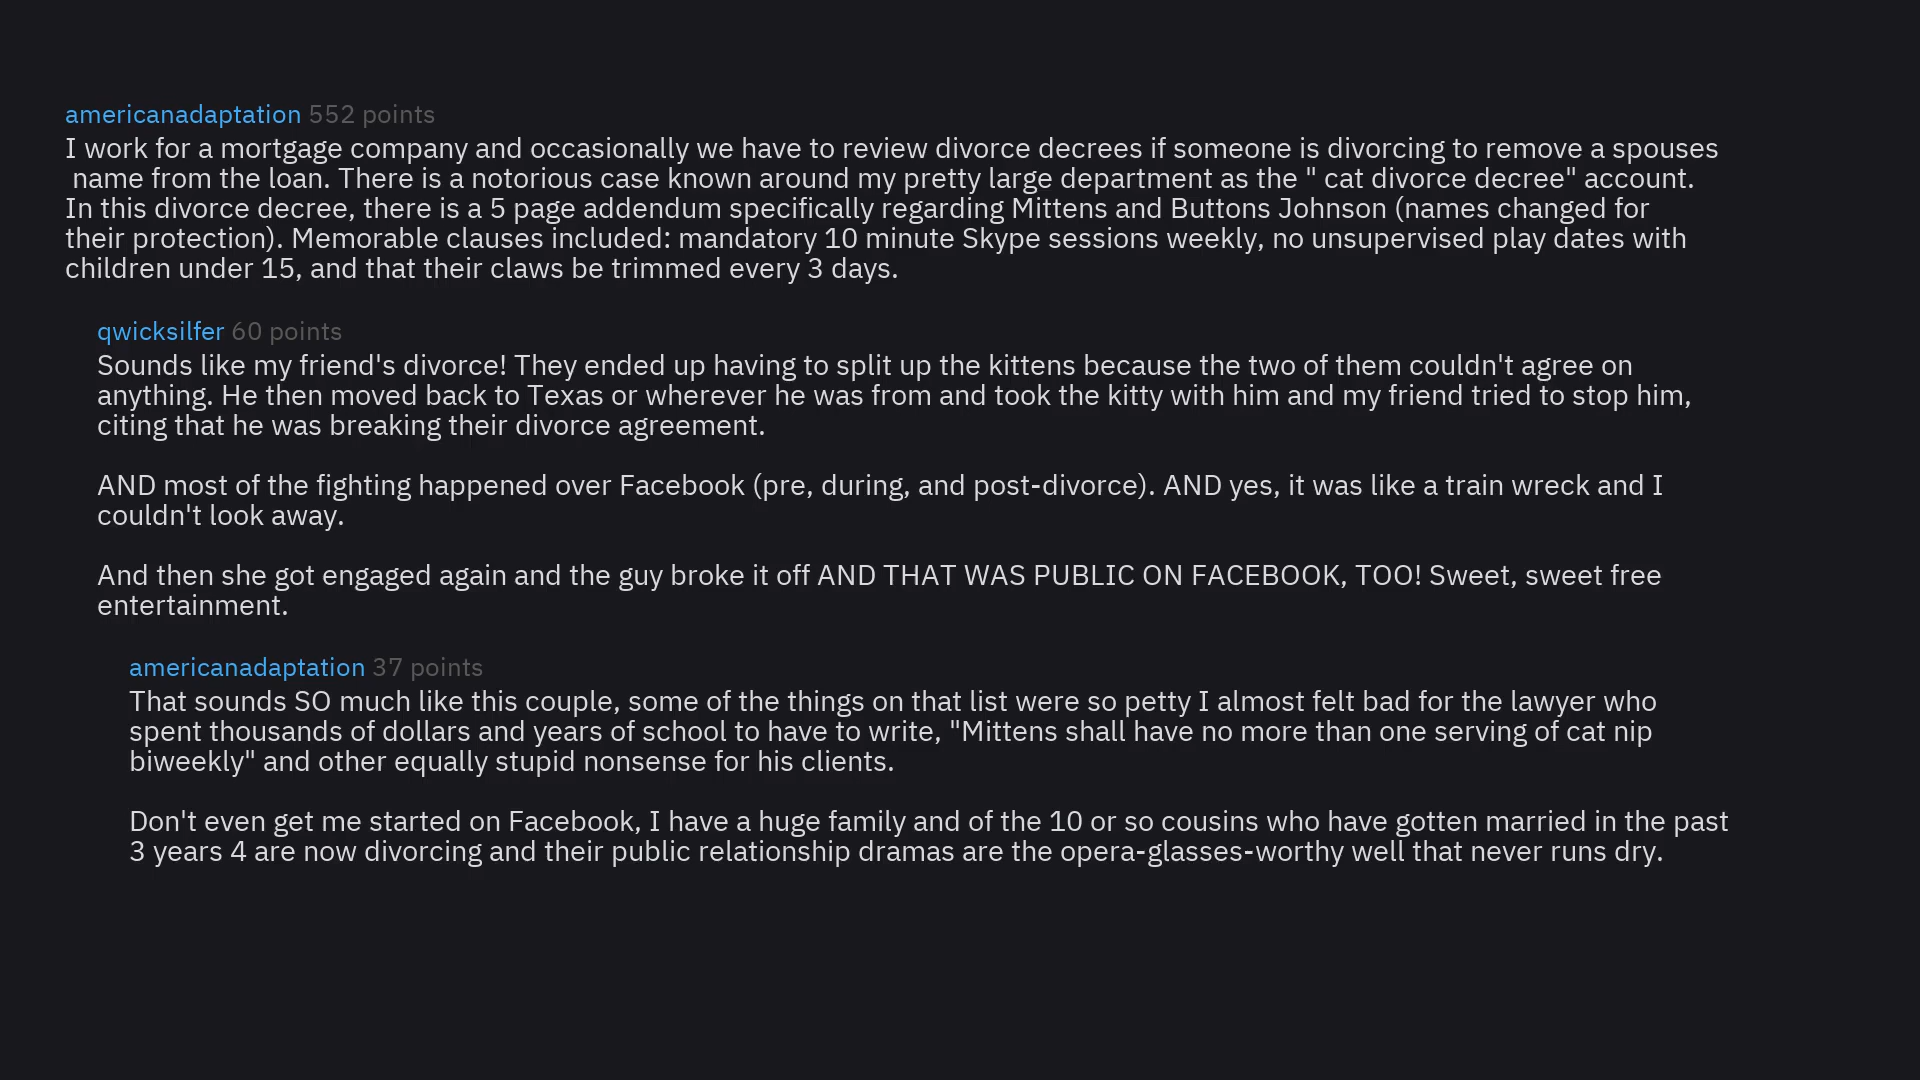 americanadaptation 552 points
I work for a mortgage company and occasionally we have to review divorce decrees if someone is divorcing to remove a spouses
name from the loan. There is a notorious case known around my pretty large department as the " cat divorce decree" account.
In this divorce decree, there is a 5 page addendum specifically regarding Mittens and Buttons Johnson (names changed for
their protection). Memorable clauses included: mandatory 10 minute Skype sessions weekly, no unsupervised play dates with
children under 15, and that their claws be trimmed every 3 days.
qwicksilfer 60 points
Sounds like my friend's divorce! They ended up having to split up the kittens because the two of them couldn't agree on
anything. He then moved back to Texas or wherever he was from and took the kitty with him and my friend tried to stop him,
citing that he was breaking their divorce agreement.
AND most of the fighting happened over Facebook (pre, during, and post-divorce). AND yes, it was like a train wreck and I
couldn't look away.
And then she got engaged again and the guy broke it off AND THAT WAS PUBLIC ON FACEBOOK, TOO! Sweet, sweet free
entertainment.
americanadaptation 37 points
That sounds SO much like this couple, some of the things on that list were so petty I almost felt bad for the lawyer who
spent thousands of dollars and years of school to have to write, "Mittens shall have no more than one serving of cat nip
biweekly" and other equally stupid nonsense for his clients.
Don't even get me started on Facebook, I have a huge family and of the 10 or so cousins who have gotten married in the past
3 years 4 are now divorcing and their public relationship dramas are the opera-glasses-worthy well that never runs dry.